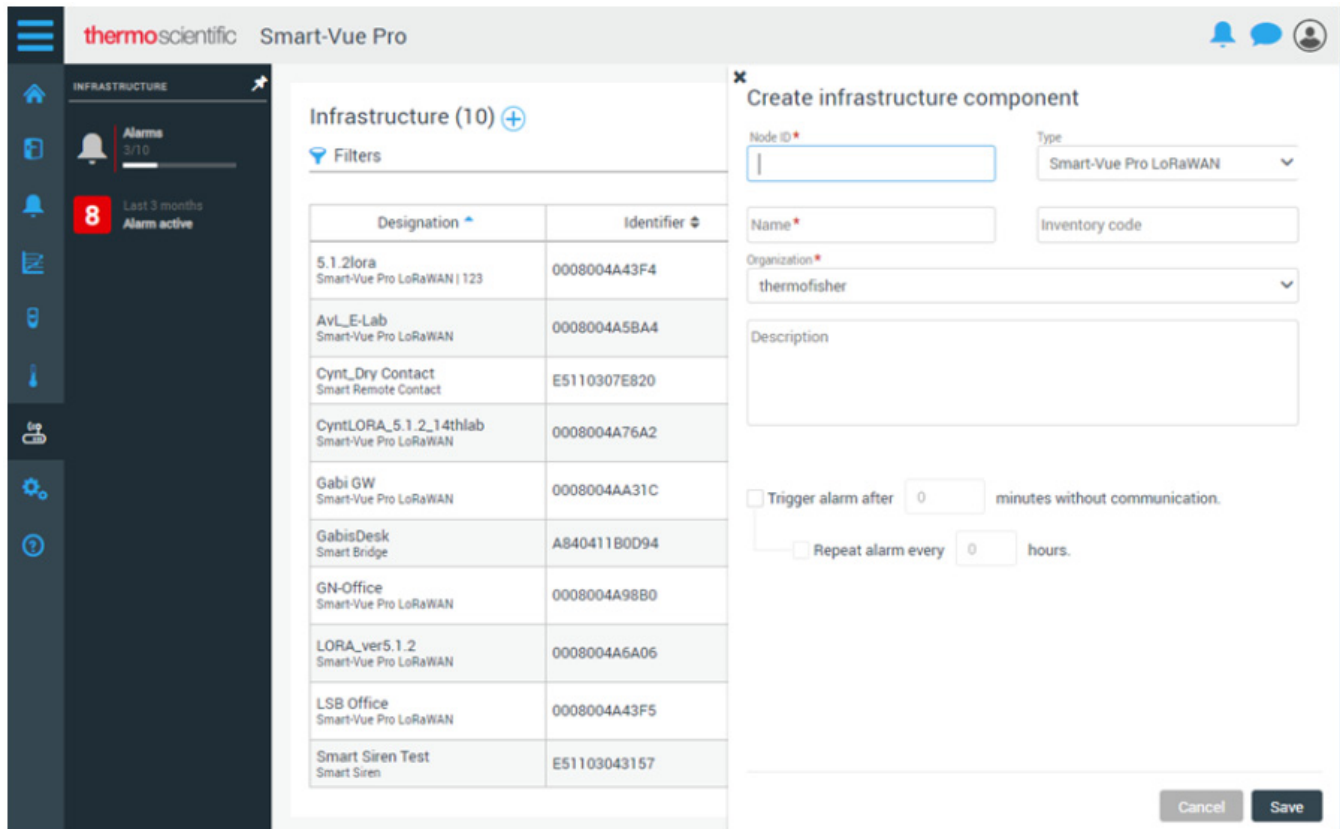 thermoscientific Smart-Vue Pro
INFRASTRUCTURE
Alarms
3/10
8
Last 3 months
Alarm active
Infrastructure (10)
Filters
Designation Identifier
5.1.2lora
Smart-Vue Pro LoRaWAN | 123
0008004A43F4
AvL_E-Lab
Smart-Vue Pro LoRaWAN
0008004A5BA4
Cynt_Dry Contact
Smart Remote Contact
E5110307E820
CyntLORA_5.1.2_14thlab
Smart-Vue Pro LoRaWAN
0008004A76A2
Gabi GW
Smart-Vue Pro LoRaWAN
0008004AA31C
GabisDesk
Smart Bridge
A840411B0D94
GN-Office
Smart-Vue Pro LoRaWAN
0008004A98B0
LORA_ver5.1.2
Smart-Vue Pro LoRaWAN
0008004A6A06
LSB Office
Smart-Vue Pro LoRaWAN
0008004A43F5
Smart Siren Test
Smart Siren
E51103043157
Create infrastructure component
Node ID*
Type
Smart-Vue Pro LoRaWAN
Name*
Inventory code
Organization*
thermofisher
Description
Trigger alarm after 0 minutes without communication.
Repeat alarm every 0 hours.
Cancel Save